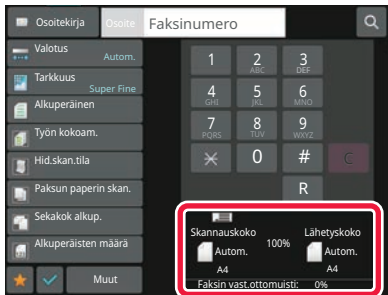 Osoitekirja
Osoite
Faksinumero
Valotus
Autom.
Tarkkuus
Super Fine
Alkuperäinen
Työn kokoam.
Hid.skan.tila
Paksun paperin skan.
Sekakok alkup.
Alkuperäisten määrä
Muut
1
2
ABC
3
DEF
4
GHI
5
JKL
6
MNO
7
PQRS
8
TUV
9
WXYZ
0
#
C
R
Skannauskoko
Lähetyskoko
Autom.
100%
Autom.
A4
A4
Faksin vast.ottomuisti: 0%